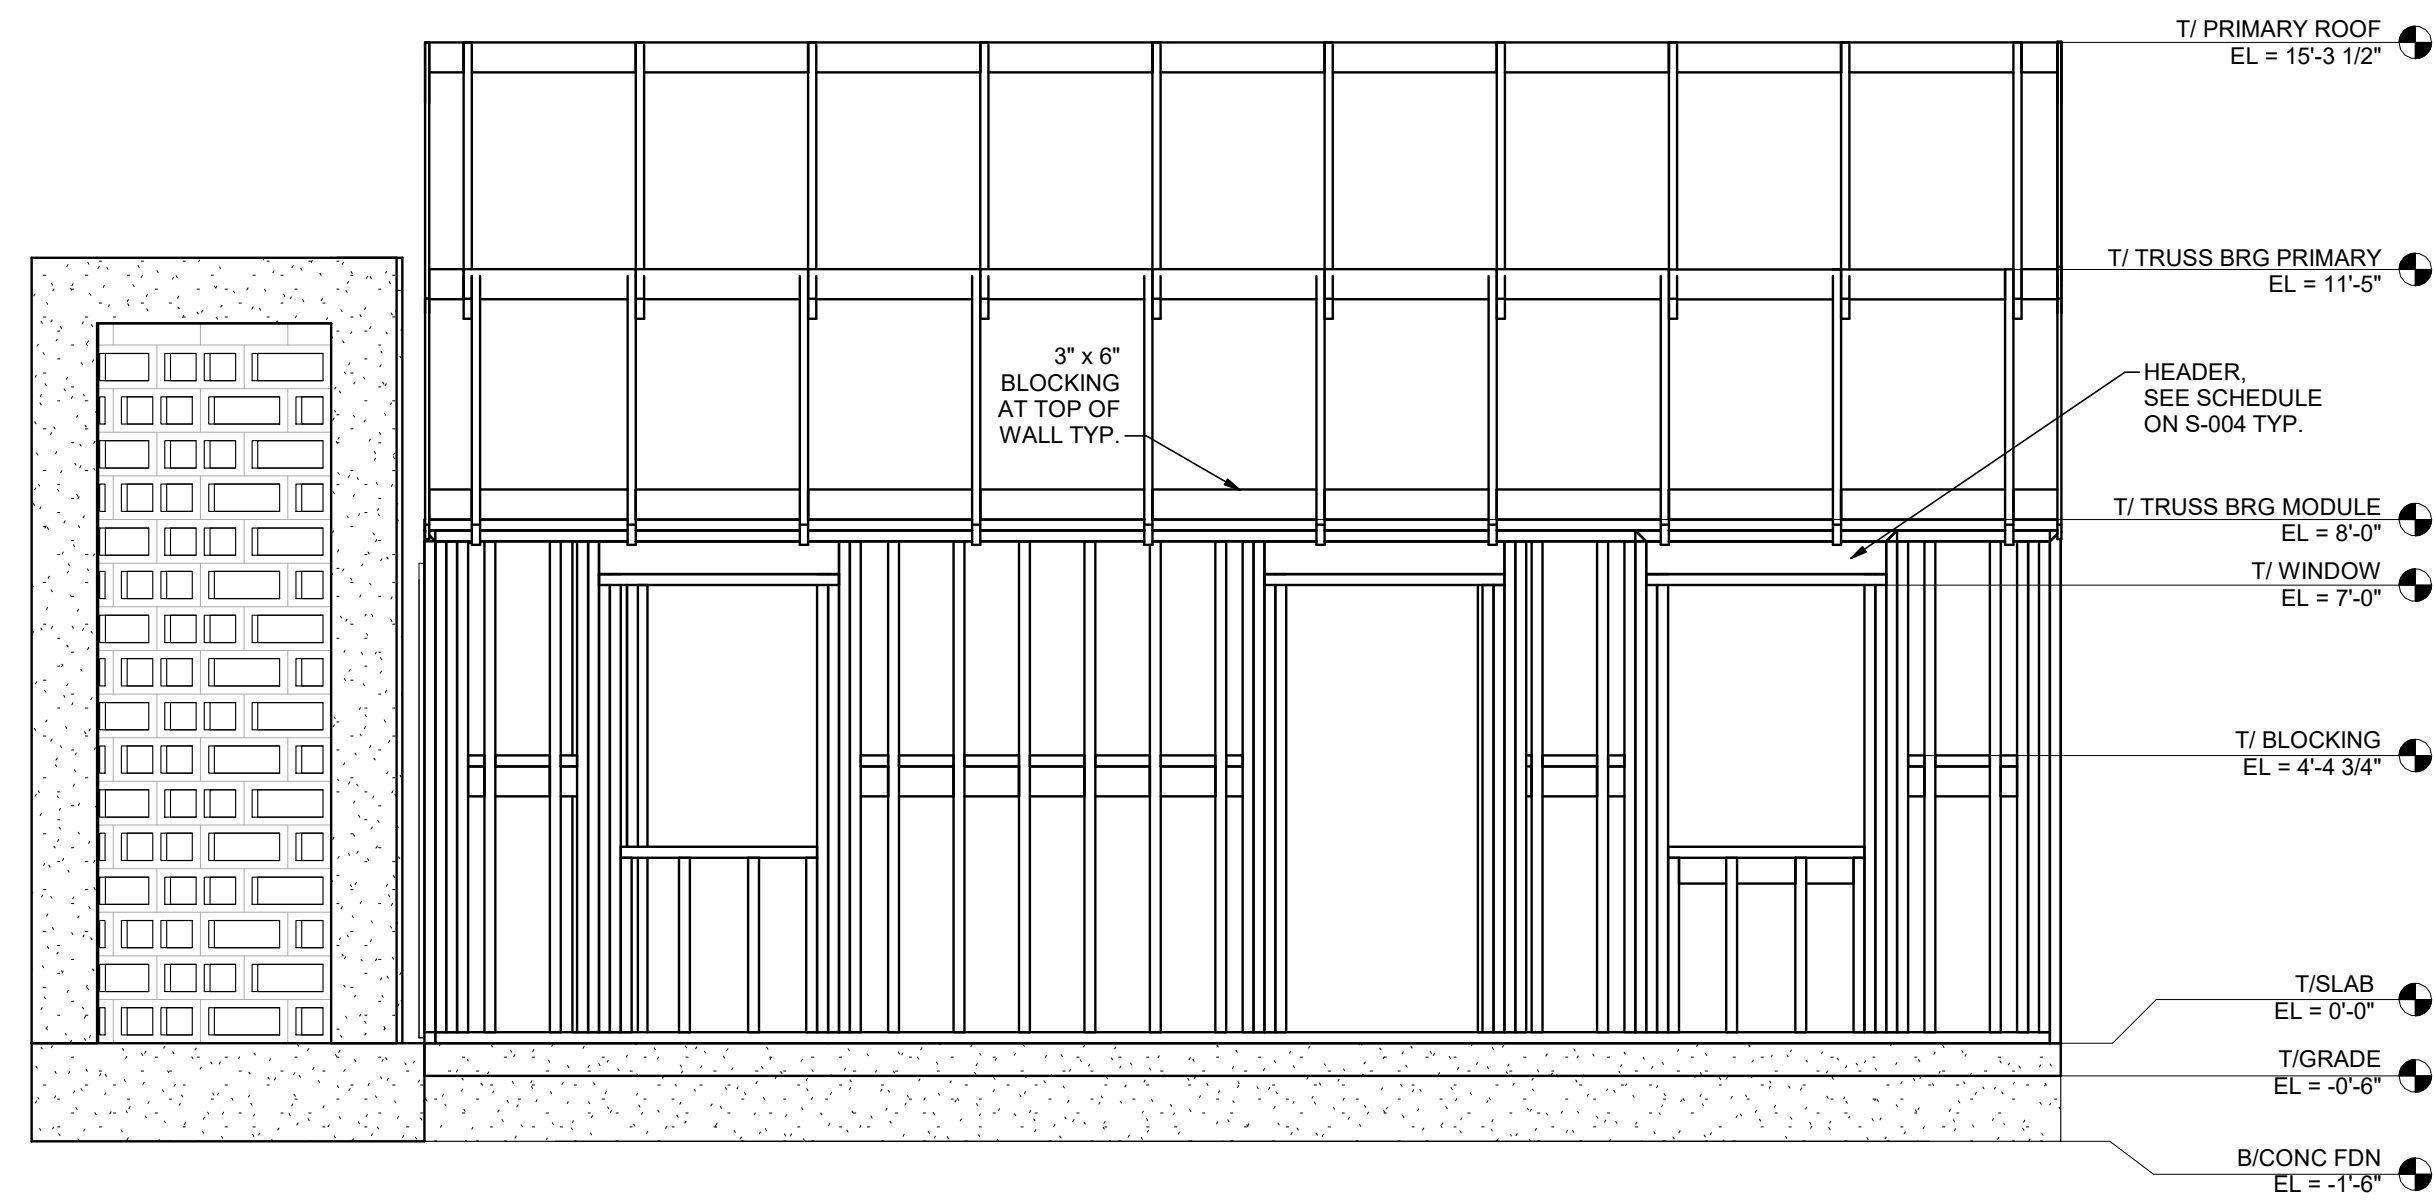 T/ PRIMARY ROOF
EL = 15'-3 1/2"
T/ TRUSS BRG PRIMARY
EL = 11'-5"
3" x 6"
BLOCKING
AT TOP OF
WALL TYP.
HEADER,
SEE SCHEDULE
ON S-004 TYP.
T/ TRUSS BRG MODULE
EL = 8'-0"
T/ WINDOW
EL = 7'-0"
T/ BLOCKING
EL = 4'-4 3/4"
T/SLAB
EL = 0'-0"
T/GRADE
EL = -0'-6"
B/CONC FDN
EL = -1'-6"